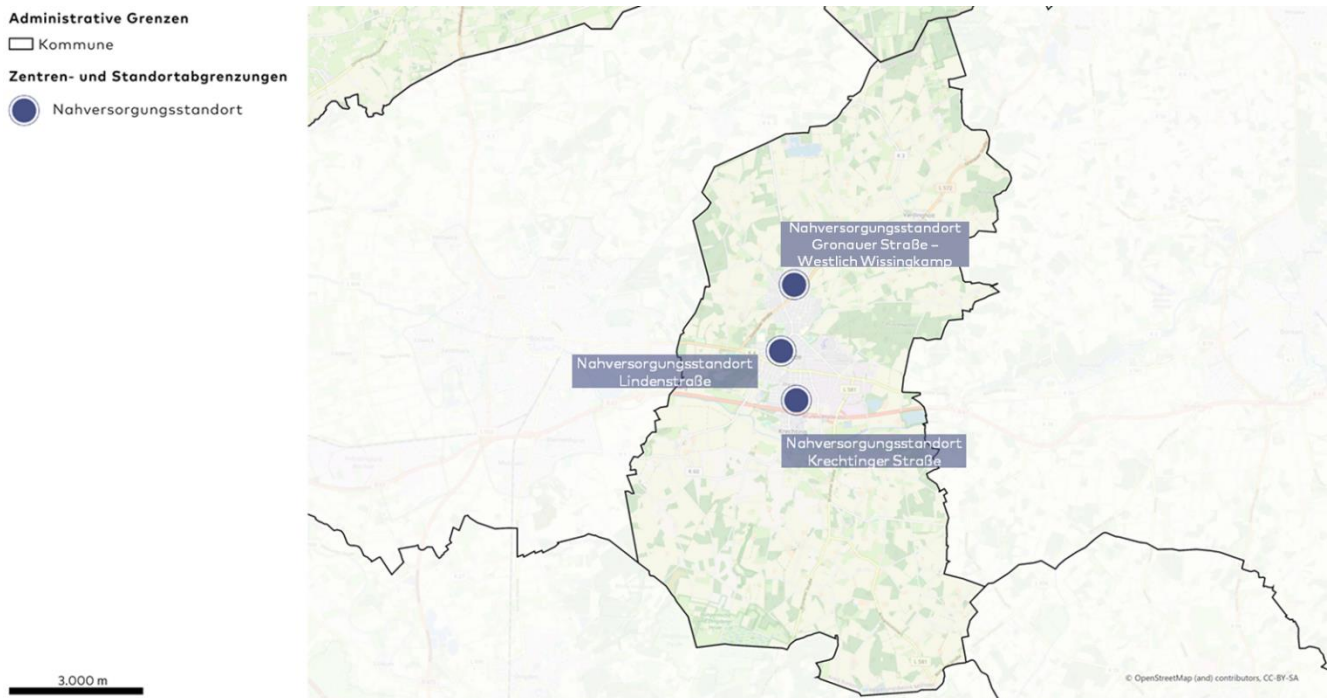 Administrative Grenzen
Kommune
Zentren- und Standortabgrenzungen
Nahversorgungsstandort
Nahversorgungsstandort
Gronauer Straße –
Westlich Wissingkamp
Nahversorgungsstandort
Lindenstraße
Nahversorgungsstandort
Krechtinger Straße
L 581
3.000 m
© OpenStreetMap (and) contributors, CC-BY-SA